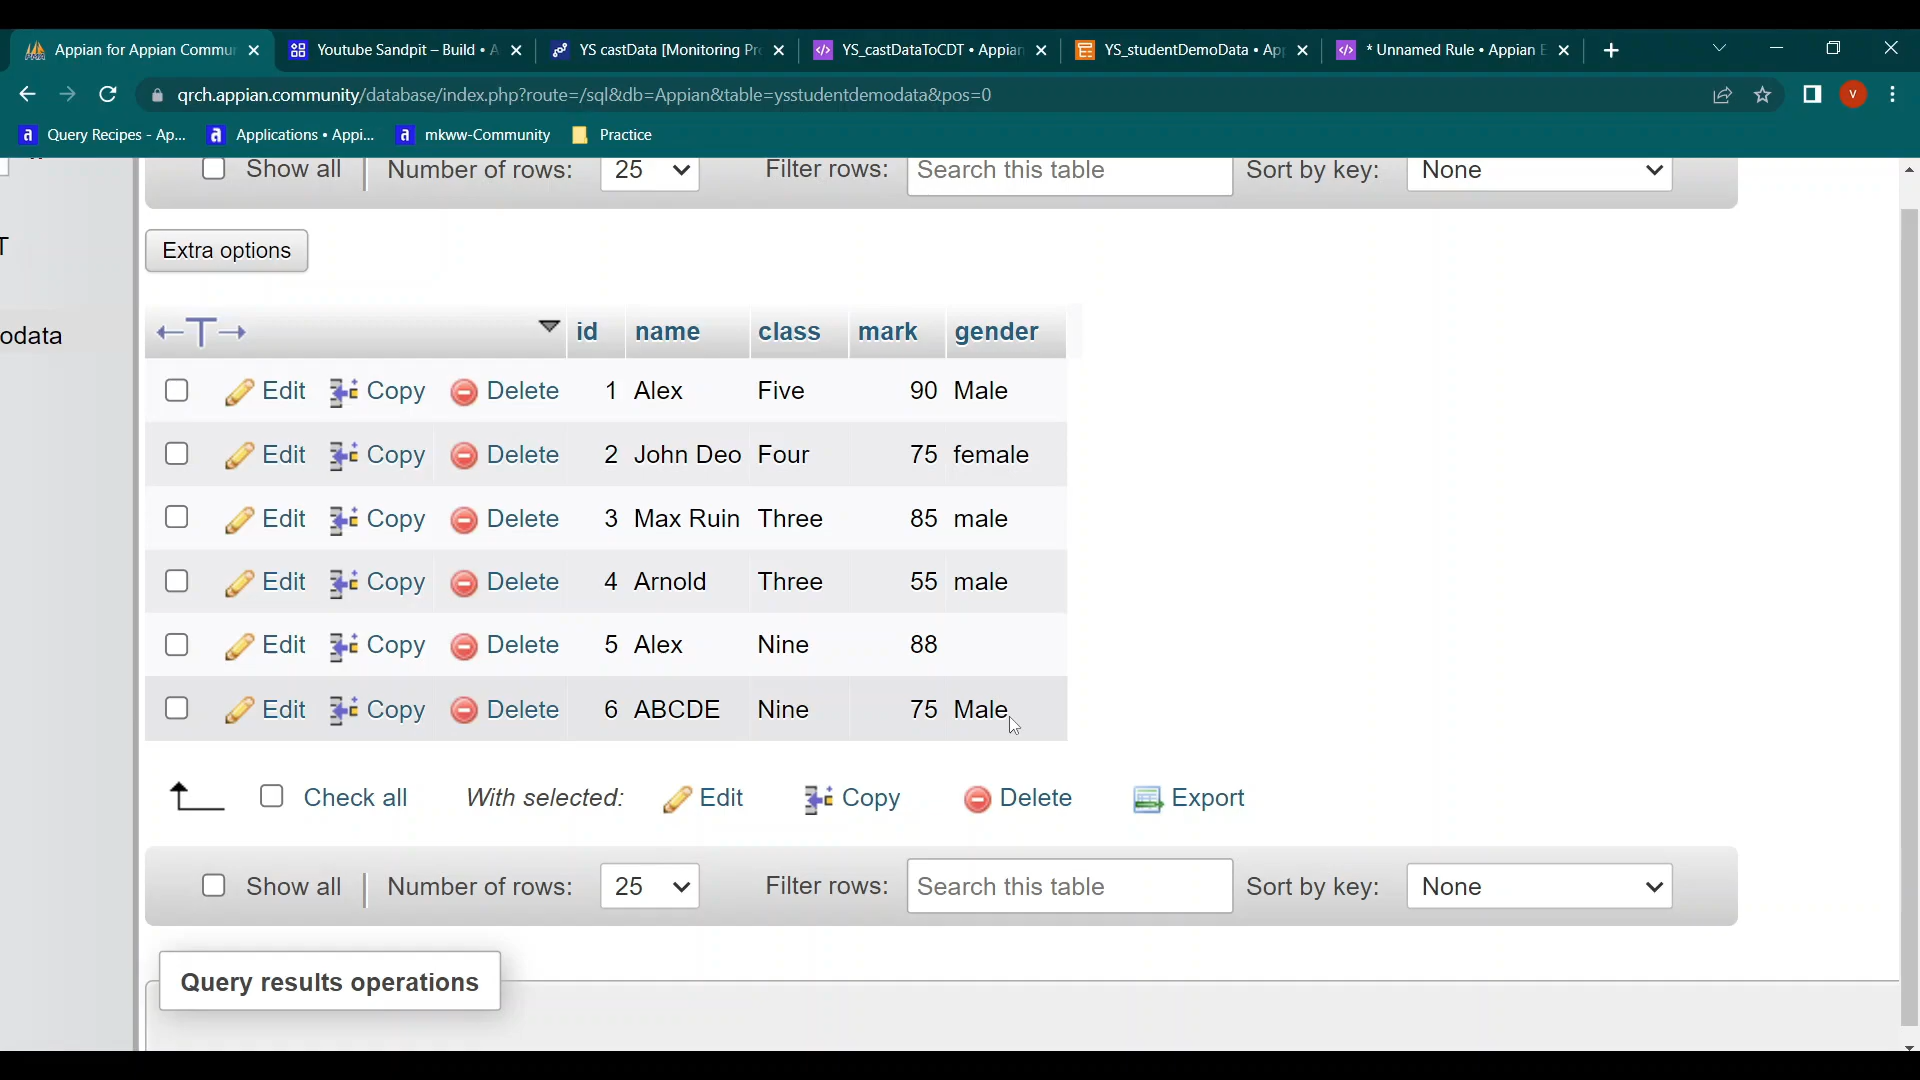 Appian for Appian Commu
Youtube Sandpit – Build • A
YS castData [Monitoring Pr
YS_castDataToCDT • Appian
YS_studentDemoData • App
* Unnamed Rule • Appian E
qrch.appian.community/database/index.php?route=/sql&db=Appian&table=ysstudentdemodata&pos=0
V
Query Recipes - Ap...
Applications • Appi...
mkww-Community
Practice
Show all
Number of rows:
25
Filter rows:
Search this table
Sort by key:
None
T
Extra options
odata
←T→ id name class mark gender
Edit Copy Delete 1 Alex Five 90 Male
Edit Copy Delete 2 John Deo Four 75 female
Edit Copy Delete 3 Max Ruin Three 85 male
Edit Copy Delete 4 Arnold Three 55 male
Edit Copy Delete 5 Alex Nine 88
Edit Copy Delete 6 ABCDE Nine 75 Male
Check all With selected: Edit Copy Delete Export
Show all Number of rows: 25 Filter rows: Search this table Sort by key: None
Query results operations